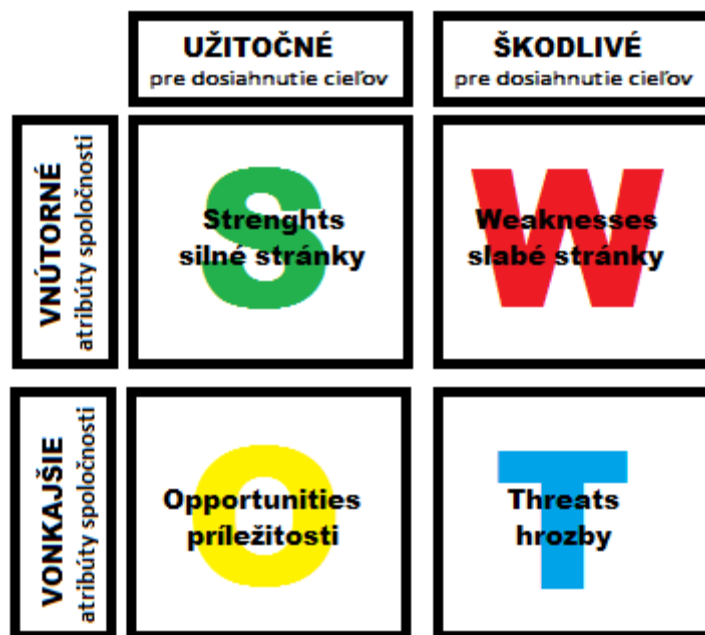 UŽITOČNÉ
pre dosiahnutie cieľov
ŠKODLIVÉ
pre dosiahnutie cieľov
VNÚTORNÉ
atribúty spoločnosti
S
Strenghts
silné stránky
W
Weaknesses
slabé stránky
VONKAJŠIE
atribúty spoločnosti
O
Opportunities
príležitosti
T
Threats
hrozby